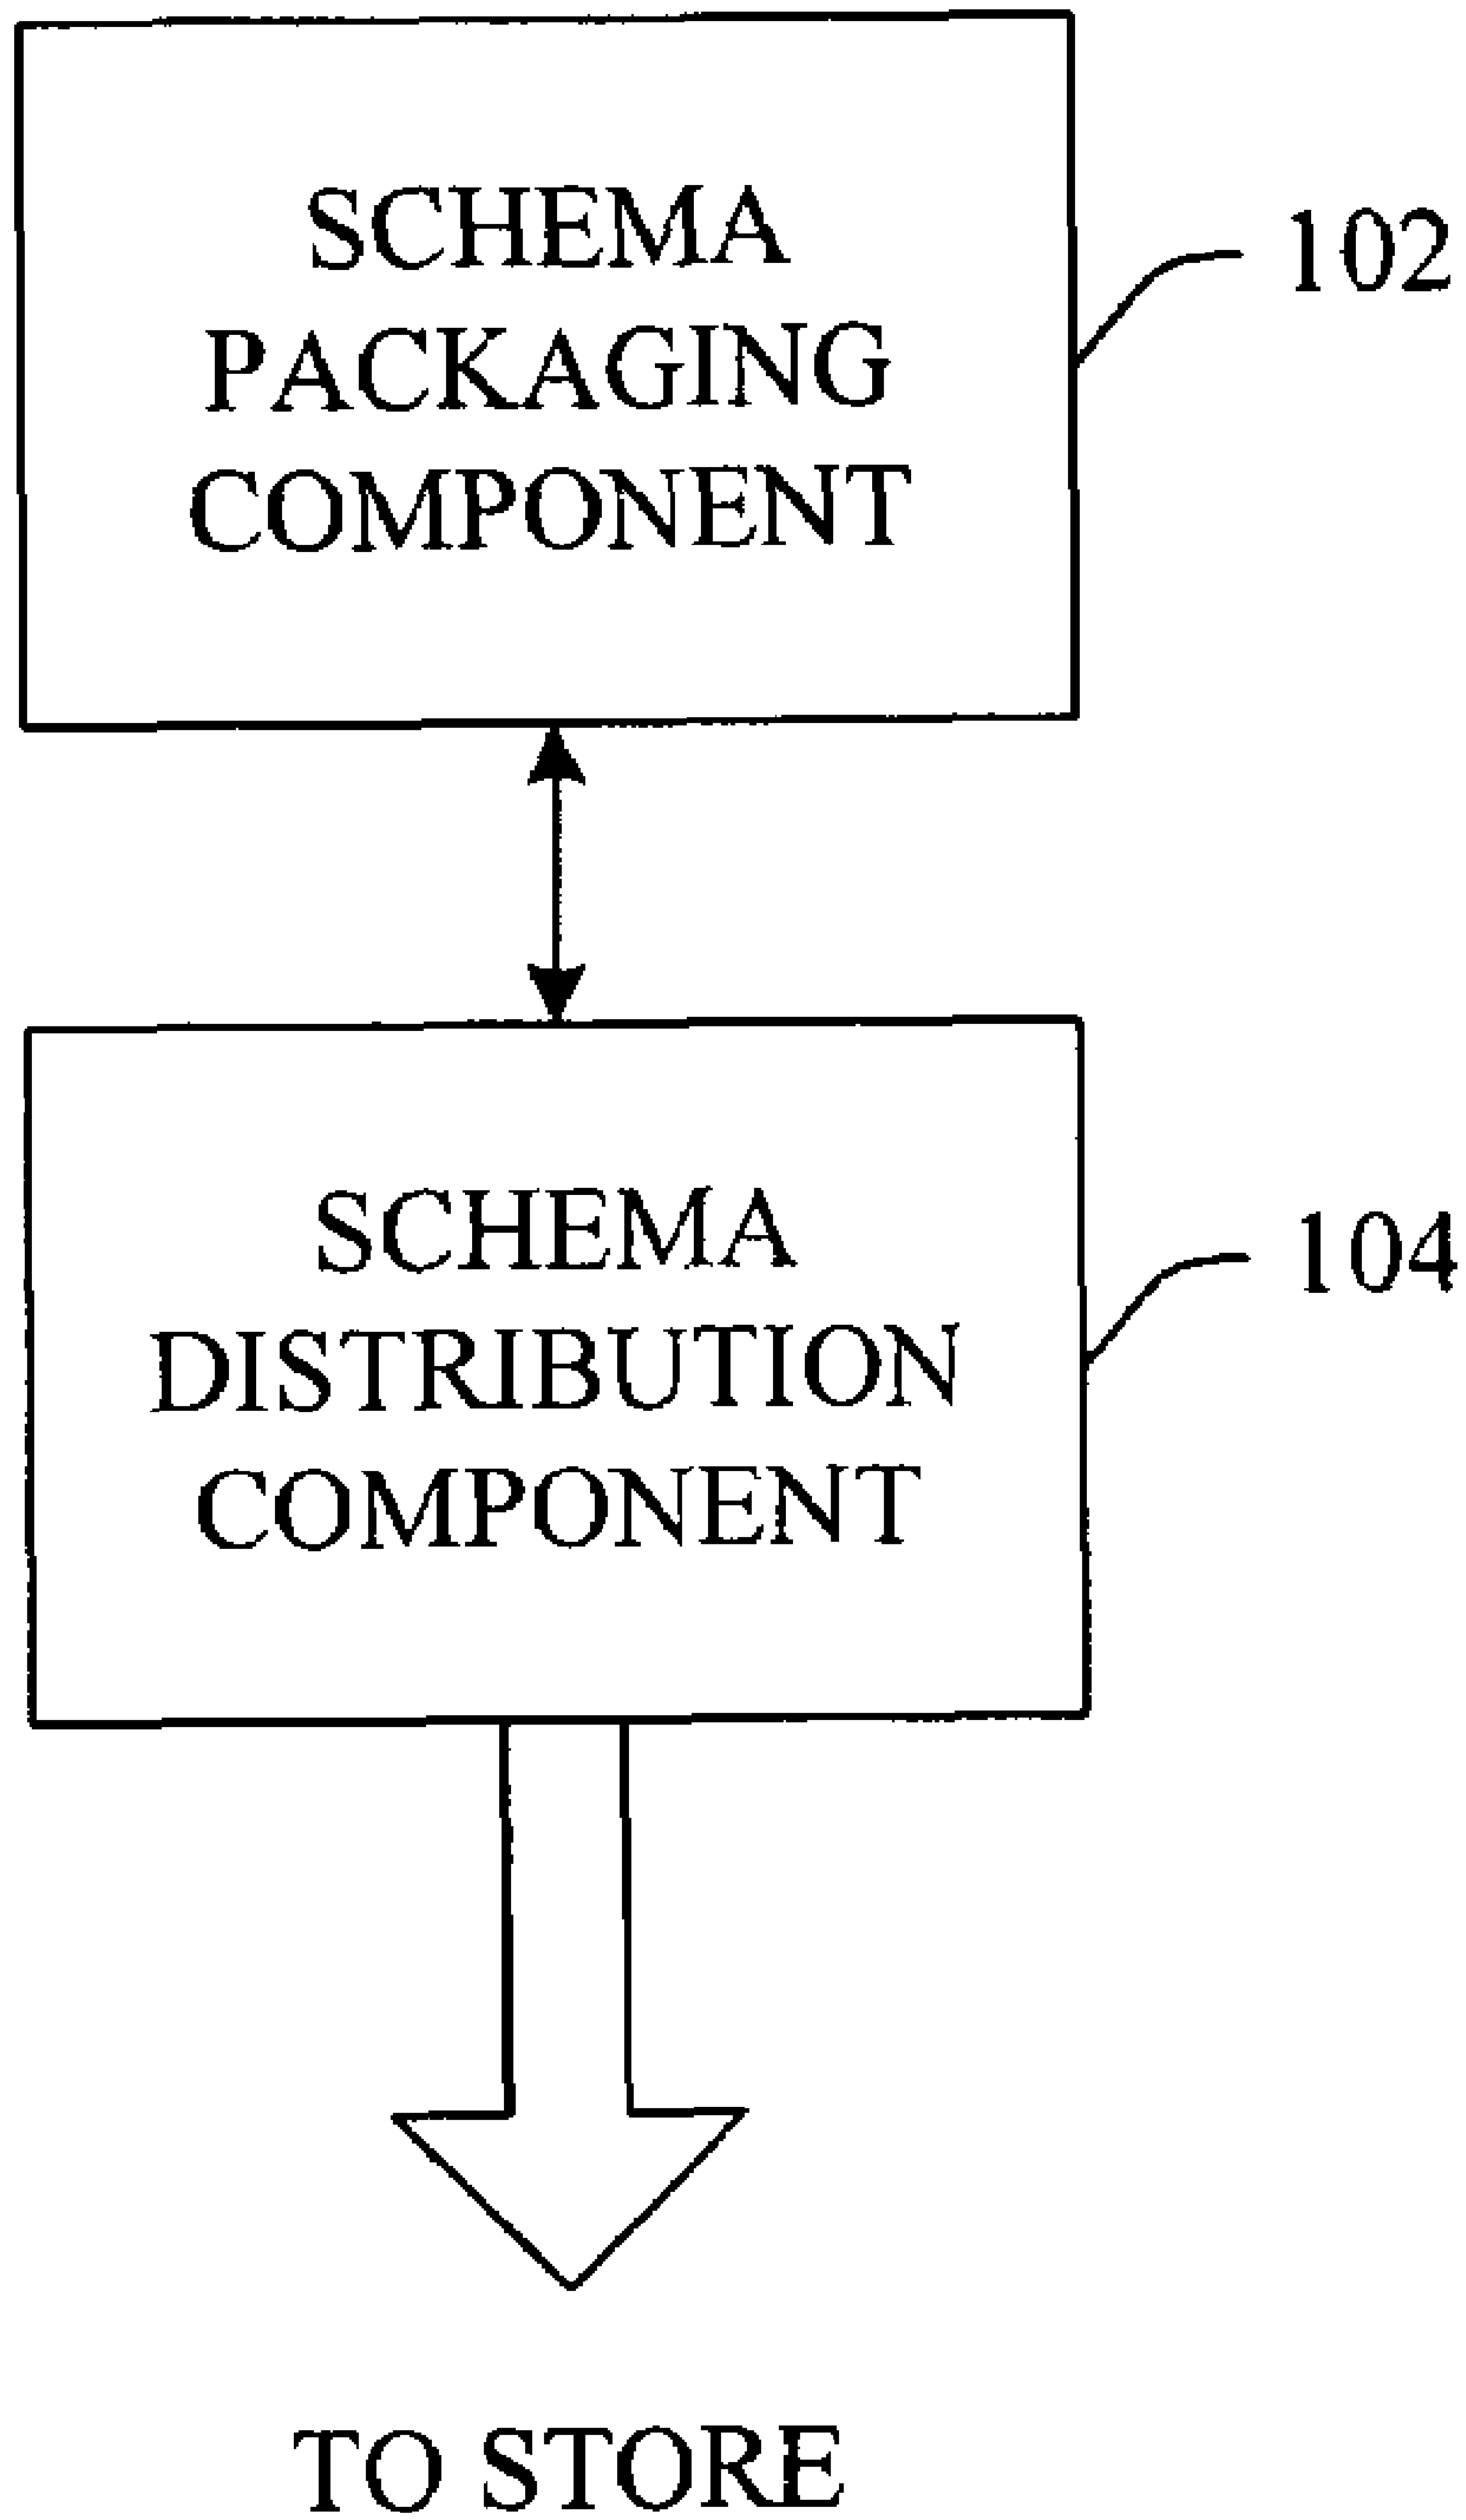 SCHEMA
PACKAGING
COMPONENT
102
SCHEMA
DISTRIBUTION
COMPONENT
104
TO STORE